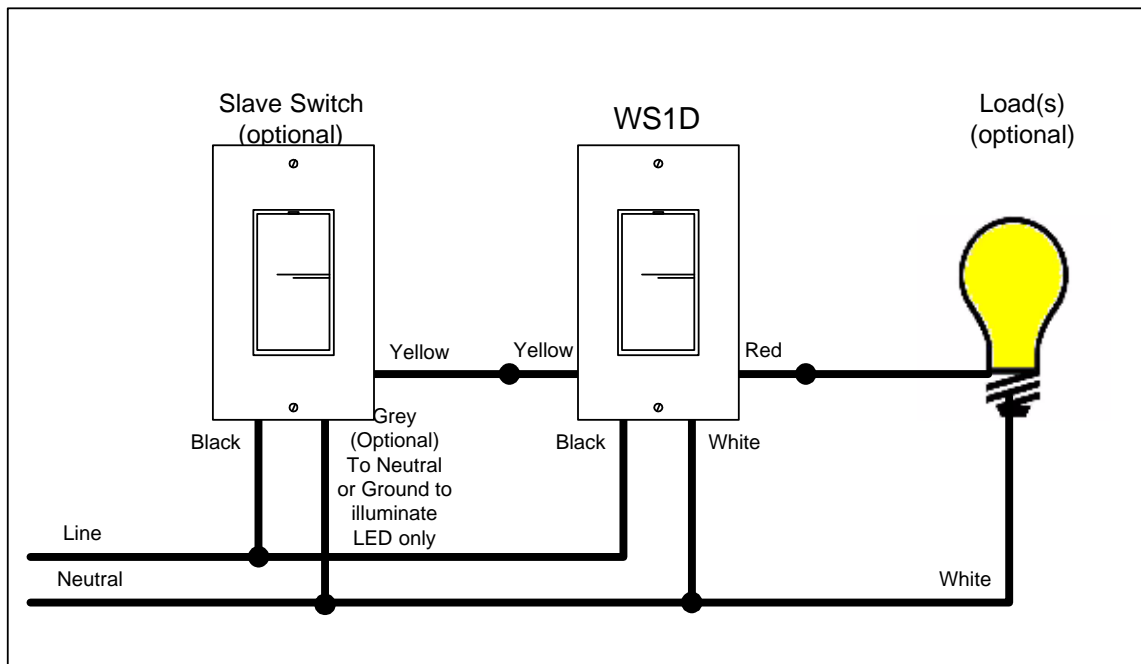 Slave Switch
(optional)
WS1D
Load(s)
(optional)
Yellow
Yellow
Red
Black
Grey
(Optional)
To Neutral
or Ground to
illuminate
LED only
Black
White
Line
Neutral
White